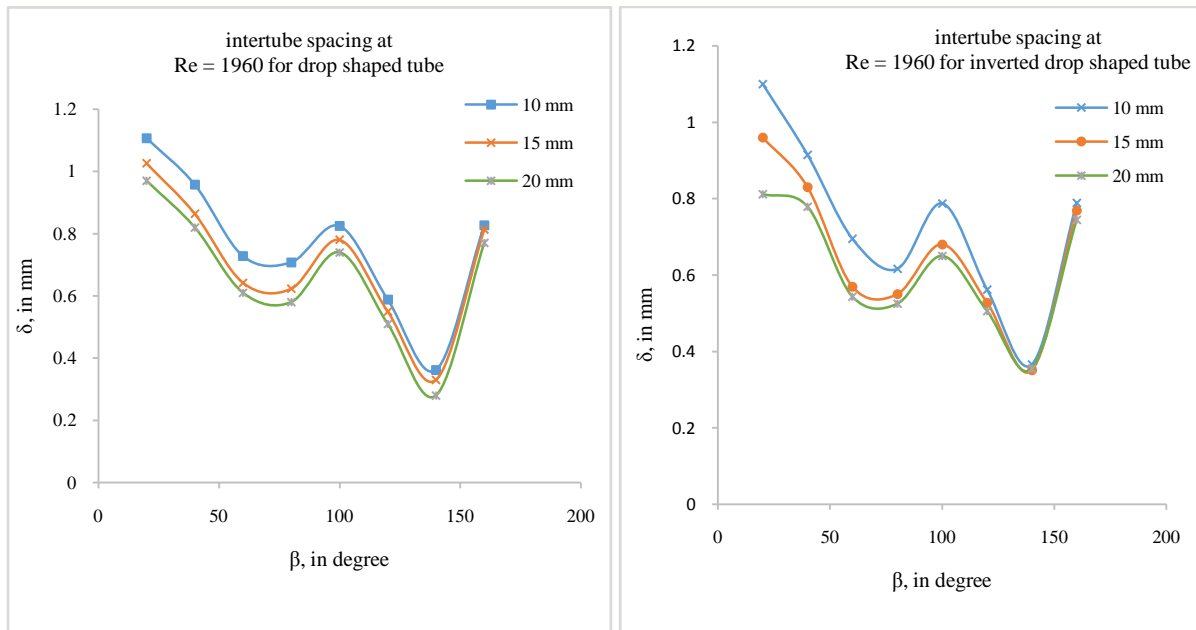 intertube spacing at
Re = 1960 for drop shaped tube
1.2
1
0.8
0.6
0.4
0.2
0
0
50
100
150
200
δ, in mm
β, in degree
10 mm
15 mm
20 mm
intertube spacing at
Re = 1960 for inverted drop shaped tube
1.2
1
0.8
0.6
0.4
0.2
0
0
50
100
150
200
δ, in mm
β, in degree
10 mm
15 mm
20 mm